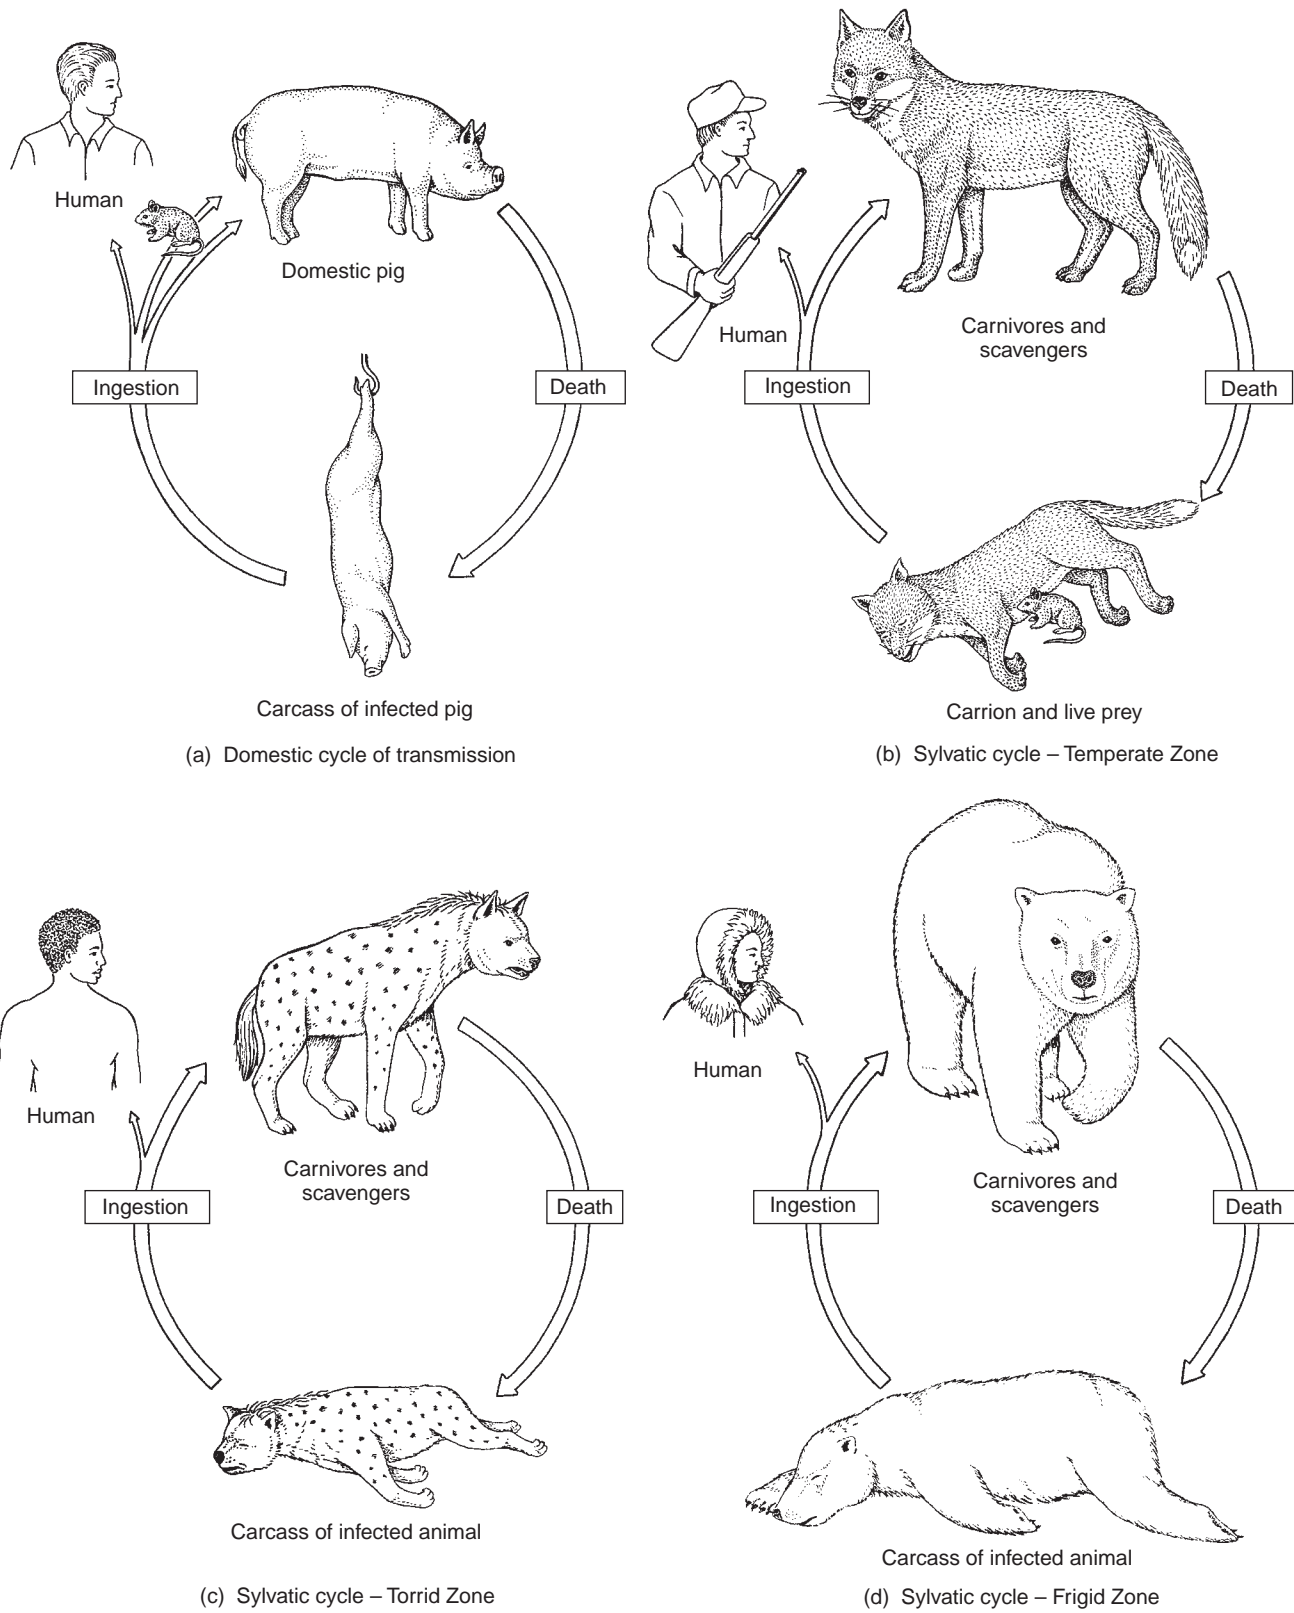 Human
Domestic pig
Ingestion
Death
Carcass of infected pig
(a) Domestic cycle of transmission
Human
Carnivores and
scavengers
Ingestion
Death
Carrion and live prey
(b) Sylvatic cycle – Temperate Zone
Human
Carnivores and
scavengers
Ingestion
Death
Carcass of infected animal
(c) Sylvatic cycle – Torrid Zone
Human
Carnivores and
scavengers
Ingestion
Death
Carcass of infected animal
(d) Sylvatic cycle – Frigid Zone